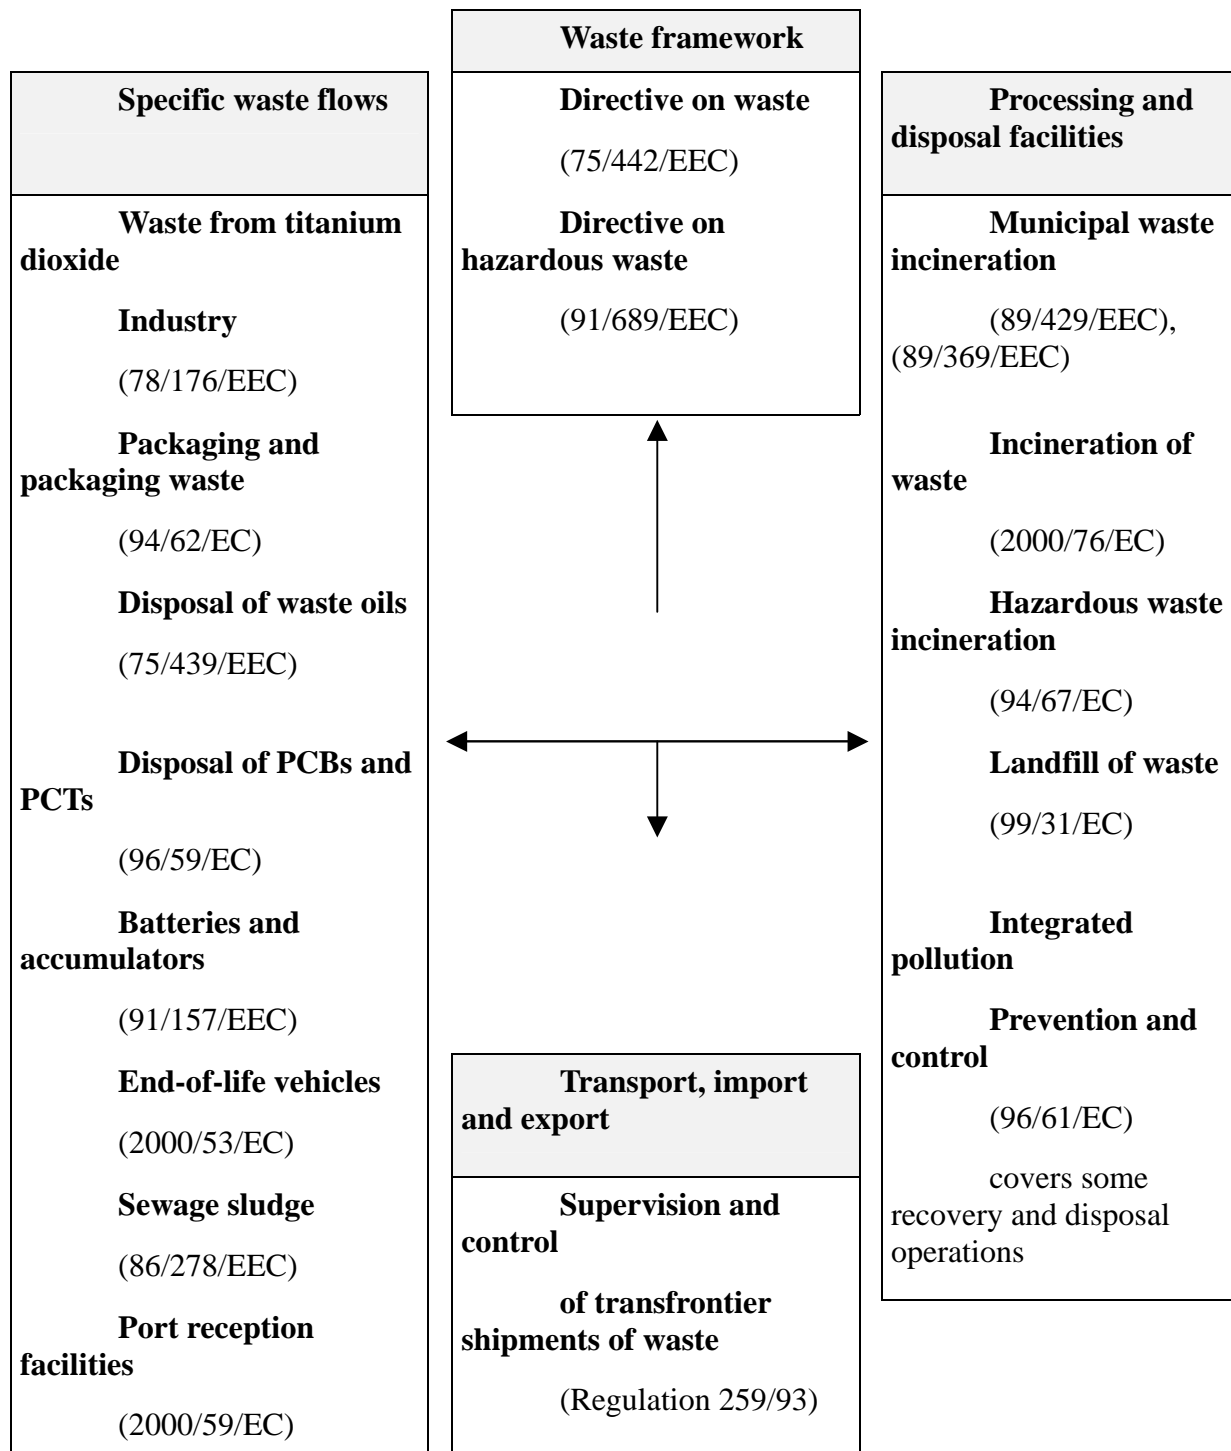 Waste framework
Directive on waste
(75/442/EEC)
Directive on
hazardous waste
(91/689/EEC)
Specific waste flows
Waste from titanium
dioxide
Industry
(78/176/EEC)
Packaging and
packaging waste
(94/62/EC)
Disposal of waste oils
(75/439/EEC)
Disposal of PCBs and
PCTs
(96/59/EC)
Batteries and
accumulators
(91/157/EEC)
End-of-life vehicles
(2000/53/EC)
Sewage sludge
(86/278/EEC)
Port reception
facilities
(2000/59/EC)
Processing and
disposal facilities
Municipal waste
incineration
(89/429/EEC),
(89/369/EEC)
Incineration of
waste
(2000/76/EC)
Hazardous waste
incineration
(94/67/EC)
Landfill of waste
(99/31/EC)
Integrated
pollution
Prevention and
control
(96/61/EC)
covers some
recovery and disposal
operations
Transport, import
and export
Supervision and
control
of transfrontier
shipments of waste
(Regulation 259/93)